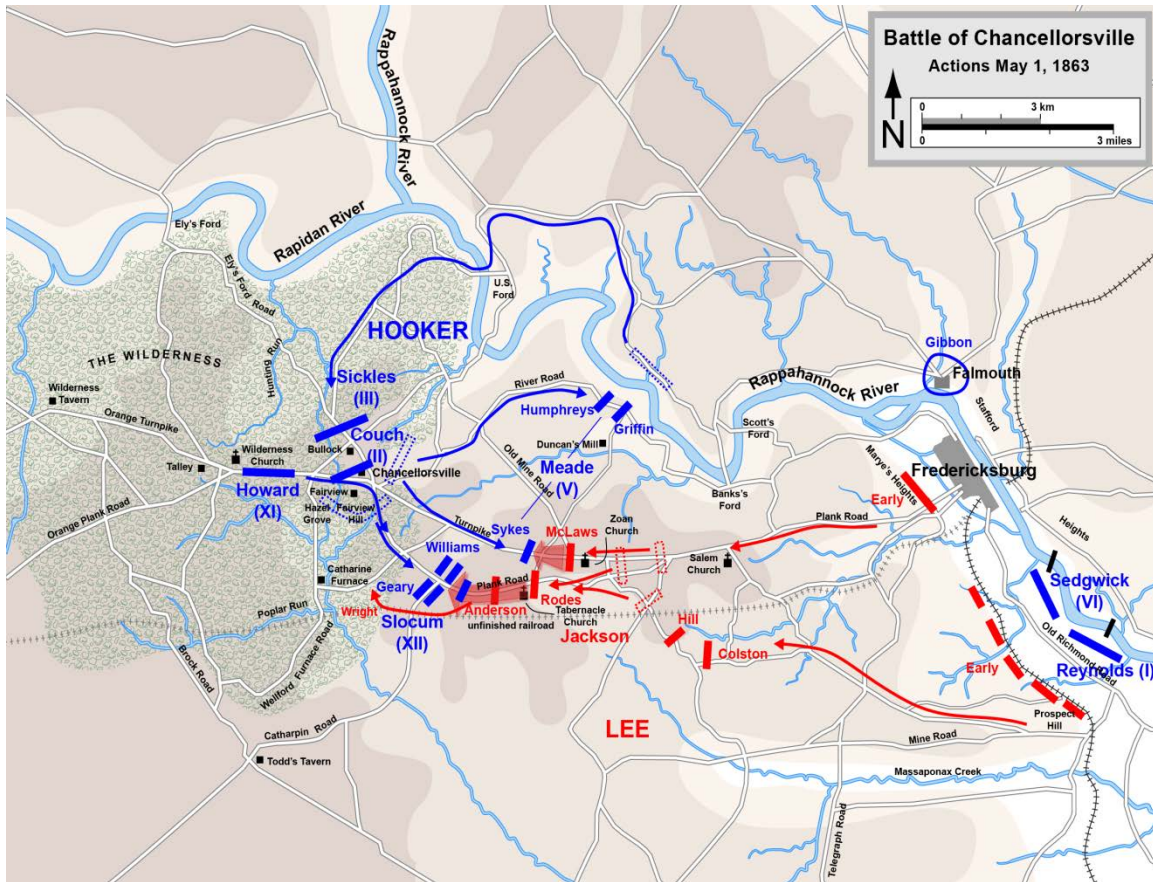 Battle of Chancellorsville
Actions May 1, 1863
N
0
3 km
0
3 miles
Rappahannock
River
Rapidan River
Ely's Ford
Ely's Ford
Road
U.S.
Ford
HOOKER
THE WILDERNESS
Hunting Run
Sickles
(III)
River Road
Humphreys
Griffin
Rappahannock
River
Gibbon
Falmouth
Stafford
Heights
Wilderness
Tavern
Orange Turnpike
Couch
(II)
Bullock
Wilderness
Church
Talley
Chancellorsville
Duncan's Mill
Old Mine Road
Scott's
Ford
Marye's Heights
Fredericksburg
Howard
(XI)
Fairview
Hazel
Grove
Fairview
Hill
Meade
(V)
Banks's
Ford
Early
Orange Plank Road
Turnpike
Sykes
McLaws
Zoan
Church
Plank Road
Salem
Church
Williams
Catharine
Furnace
Geary
Plank Road
Sedgwick
(VI)
Poplar Run
Wright
Anderson
Rodes
Slocum
(XII)
unfinished railroad
Tabernacle
Church
Jackson
Hill
Colston
Old Richmond Road
Reynolds (I)
Early
Brock Road
Wellford Furnace Road
LEE
Prospect
Hill
Catharpin Road
Mine Road
Todd's Tavern
Massaponax Creek
Telegraph Road